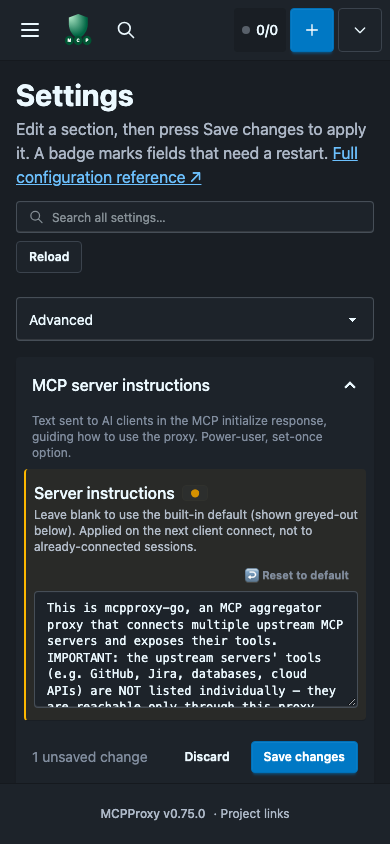 MCP
0/0
Settings
Edit a section, then press Save changes to apply
it. A badge marks fields that need a restart. Full
configuration reference ↗
Search all settings...
Reload
Advanced
MCP server instructions
Text sent to AI clients in the MCP initialize response,
guiding how to use the proxy. Power-user, set-once
option.
Server instructions
Leave blank to use the built-in default (shown greyed-out
below). Applied on the next client connect, not to
already-connected sessions.
Reset to default
This is mcpproxy-go, an MCP aggregator
proxy that connects multiple upstream MCP
servers and exposes their tools.
IMPORTANT: the upstream servers' tools
(e.g. GitHub, Jira, databases, cloud
APIs) are NOT listed individually — they
are reachable only through this proxy
1 unsaved change
Discard
Save changes
MCPProxy v0.75.0 · Project links